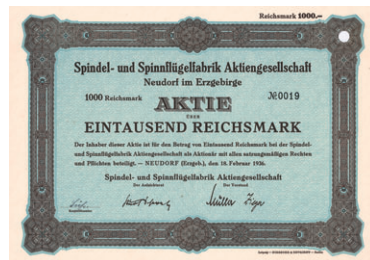 Reichsmark 1000.–
Spindel- und Spinnflügelfabrik Aktiengesellschaft
Neudorf im Erzgebirge
1000 Reichsmark
№0019
AKTIE
ÜBER
EINTAUSEND REICHSMARK
Der Inhaber dieser Aktie ist für den Betrag von Eintausend Reichsmark bei der Spindel-
und Spinnflügelfabrik Aktiengesellschaft als Aktionär mit allen satzungsmäßigen Rechten
und Pflichten beteiligt. — NEUDORF (Erzgeb.), den 18. Februar 1936.
Spindel- und Spinnflügelfabrik Aktiengesellschaft
Der Aufsichtsrat
Der Vorstand
Müller